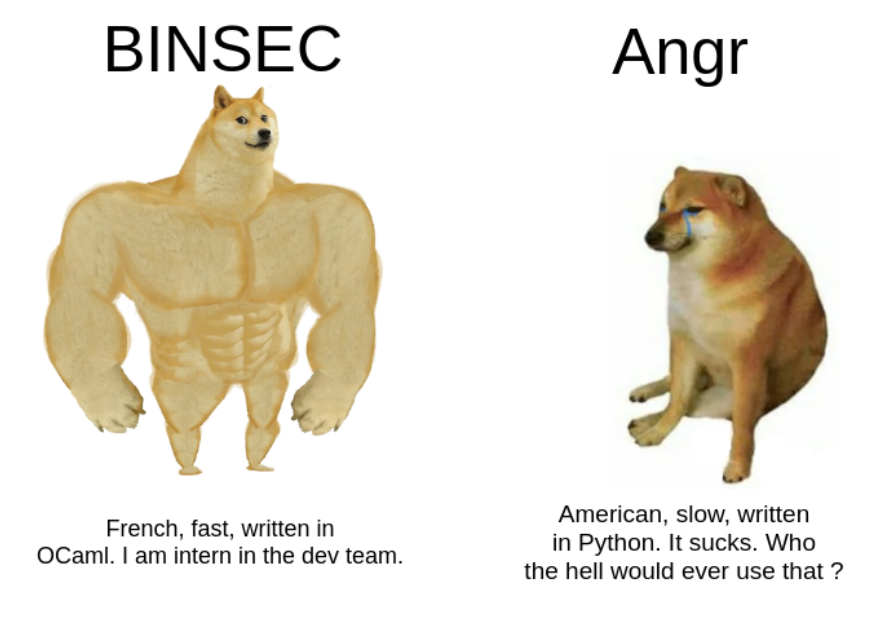 BINSEC
Angr
French, fast, written in
OCaml. I am intern in the dev team.
American, slow, written
in Python. It sucks. Who
the hell would ever use that ?